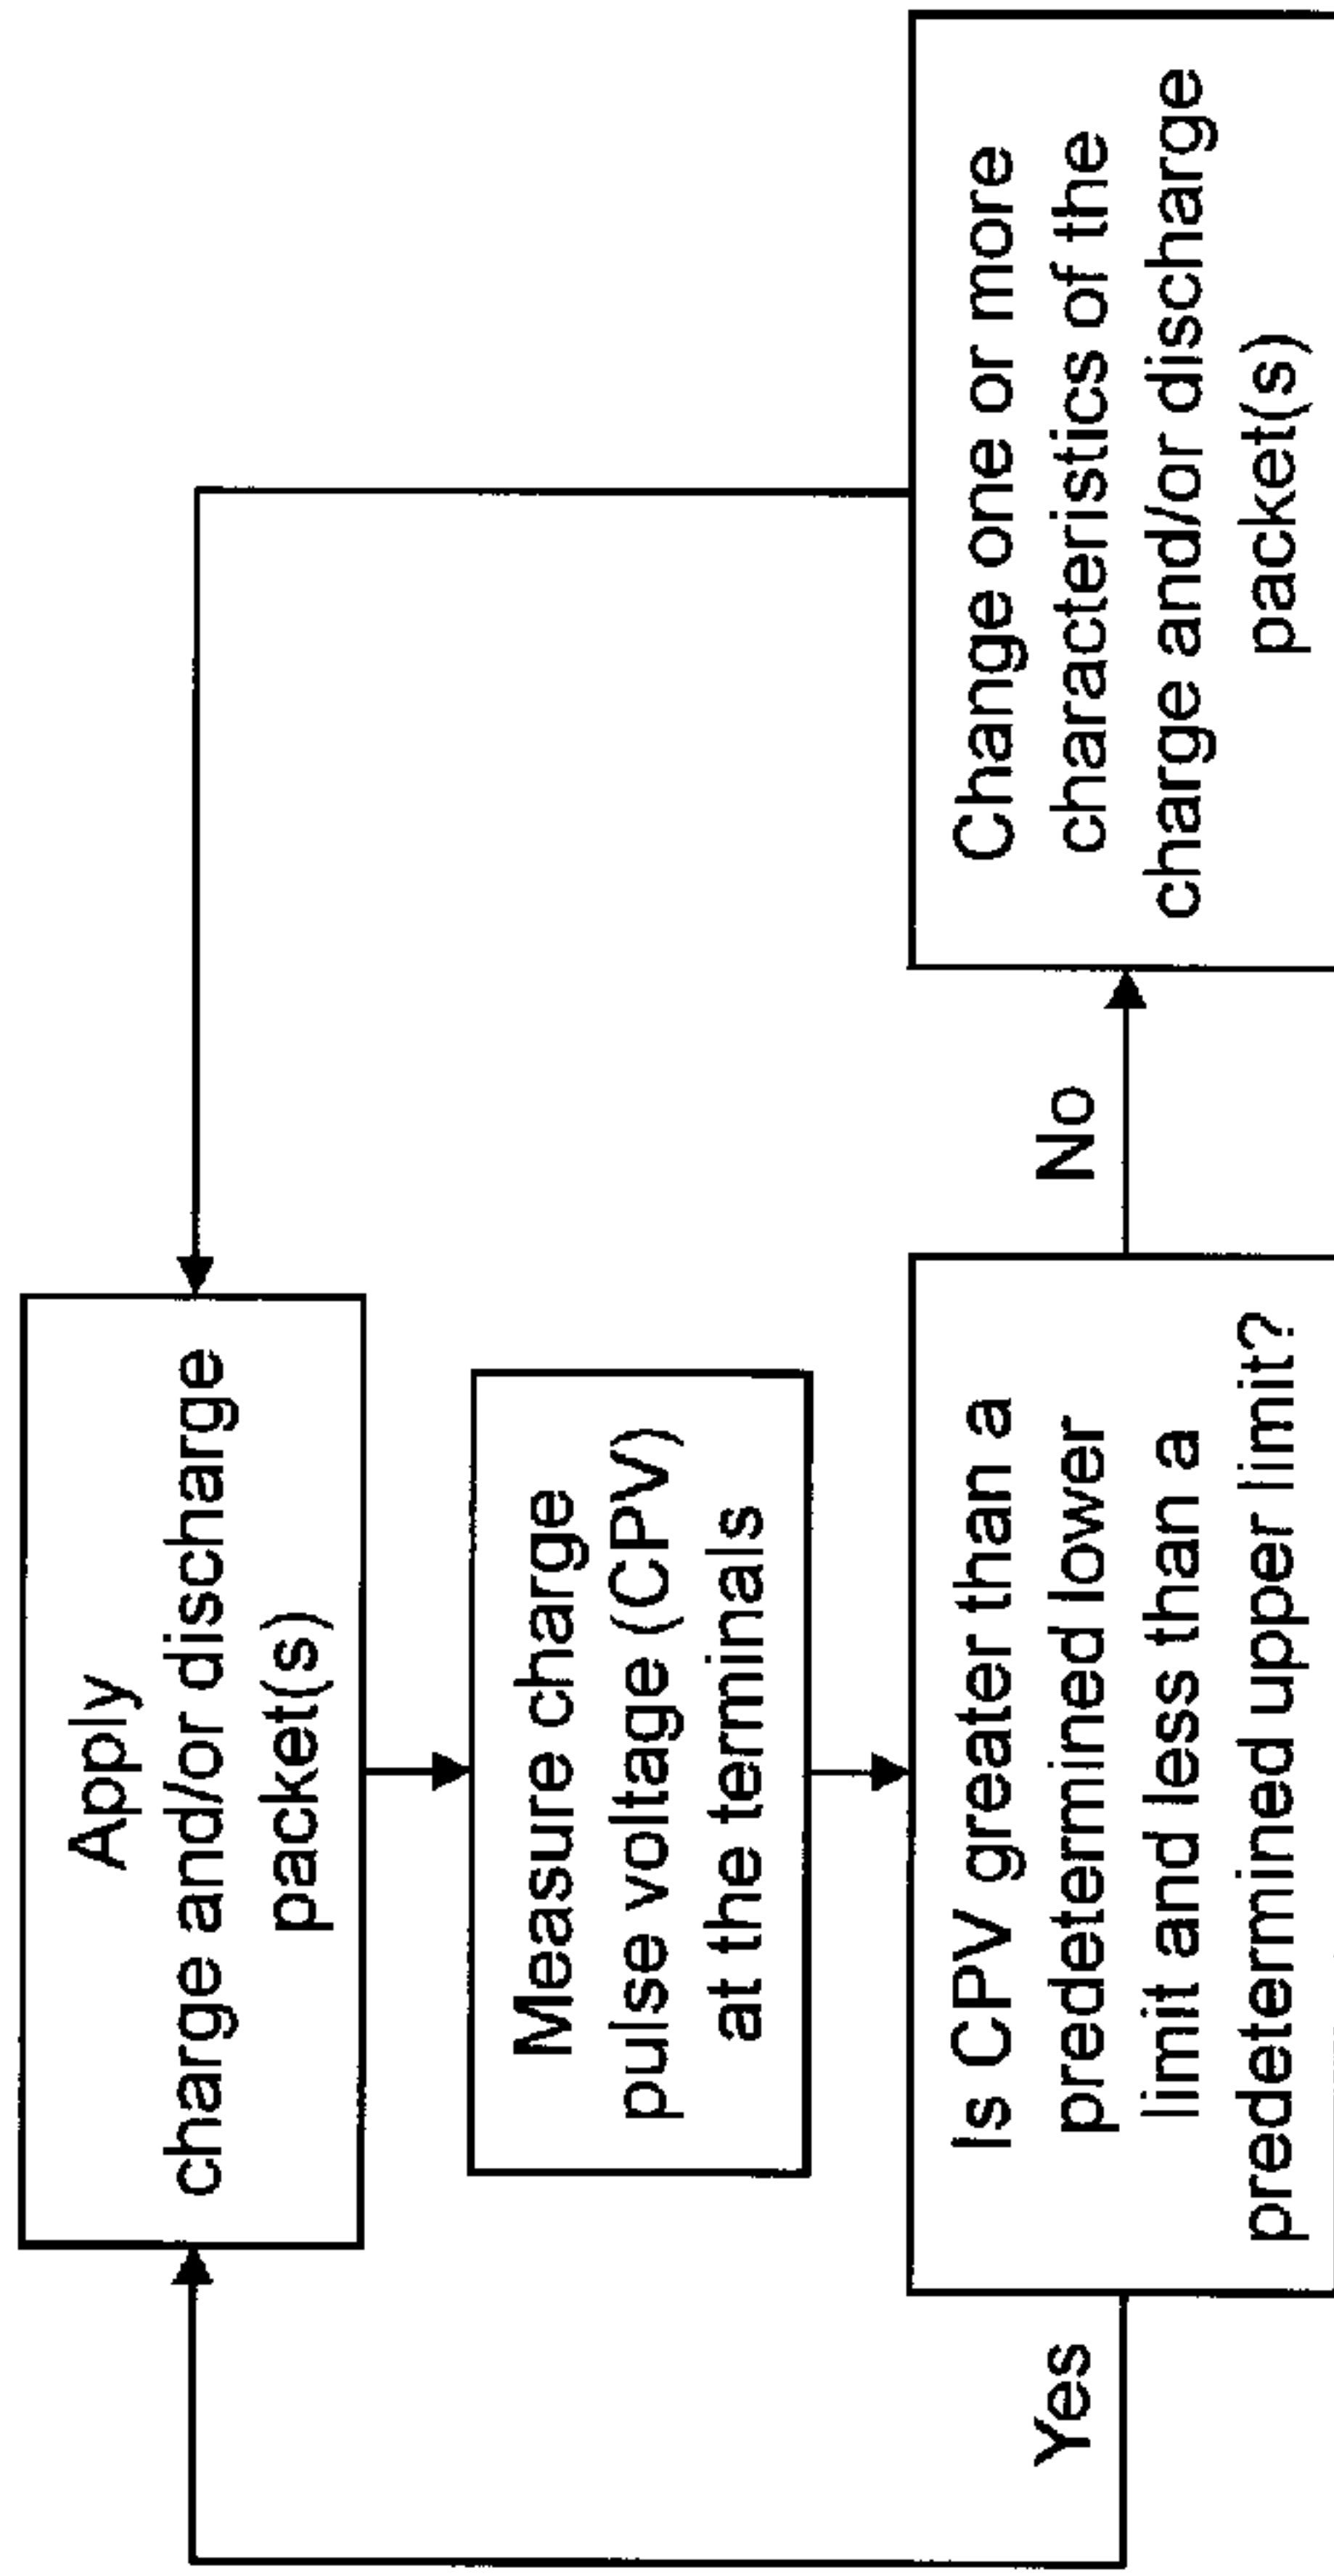 Apply
charge and/or discharge
packet(s)
Measure charge
pulse voltage (CPV)
at the terminals
Is CPV greater than a
predetermined lower
limit and less than a
predetermined upper limit?
Yes
No
Change one or more
characteristics of the
charge and/or discharge
packet(s)